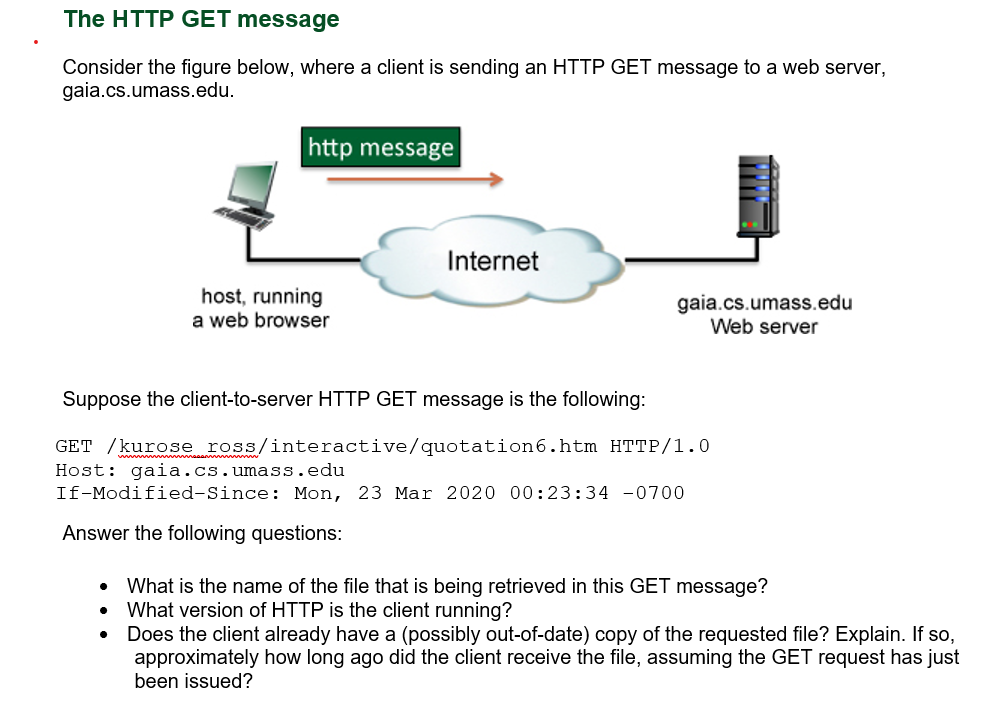 The HTTP GET message
Consider the figure below, where a client is sending an HTTP GET message to a web server,
gaia.cs.umass.edu.
http message
Internet
host, running
a web browser
gaia.cs.umass.edu
Web server
Suppose the client-to-server HTTP GET message is the following:
GET /kurose_ross/interactive/quotation6.htm HTTP/1.0
Host: gaia.cs.umass.edu
If-Modified-Since: Mon, 23 Mar 2020 00:23:34 -0700
Answer the following questions:
• What is the name of the file that is being retrieved in this GET message?
• What version of HTTP is the client running?
• Does the client already have a (possibly out-of-date) copy of the requested file? Explain. If so,
approximately how long ago did the client receive the file, assuming the GET request has just
been issued?